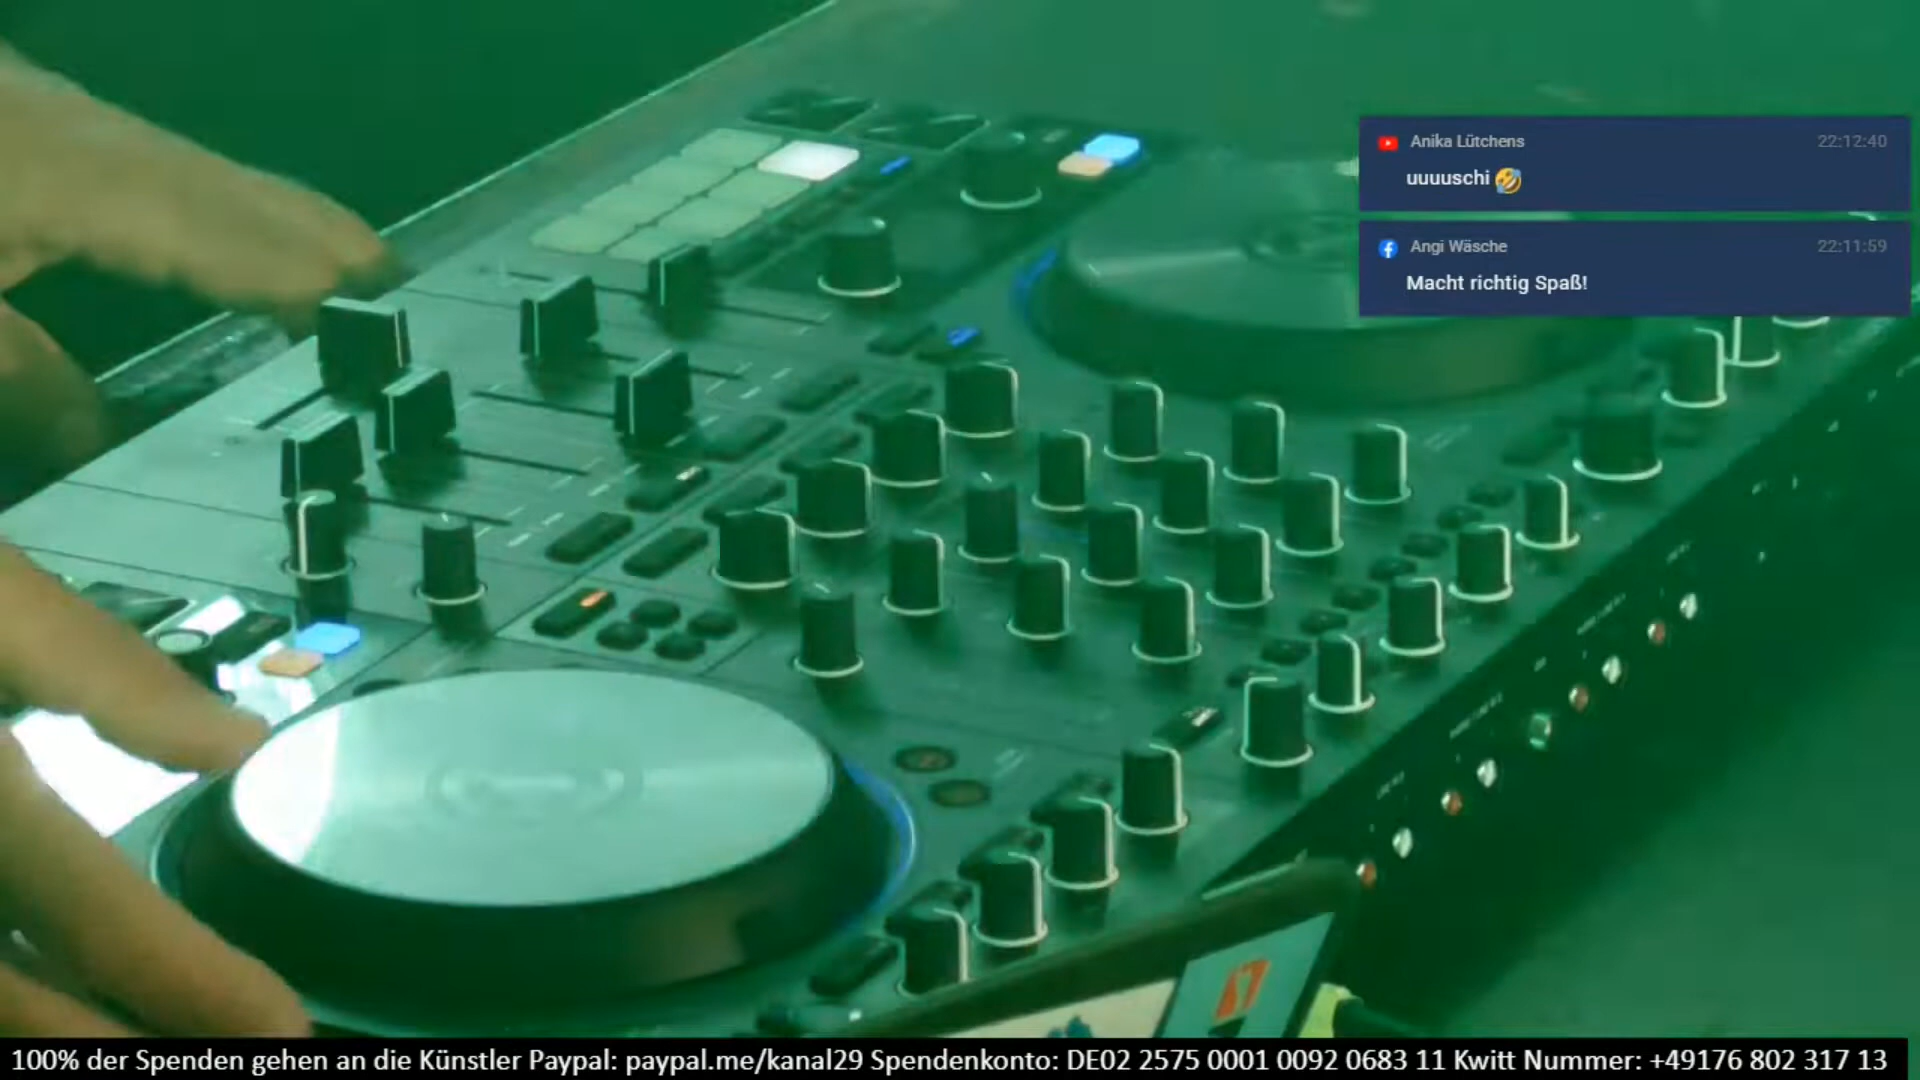 Anika Lütchens 22:12:40
uuuuschi 🤣
Angi Wäsche 22:11:59
Macht richtig Spaß!
100% der Spenden gehen an die Künstler Paypal: paypal.me/kanal29 Spendenkonto: DE02 2575 0001 0092 0683 11 Kwitt Nummer: +49176 802 317 13